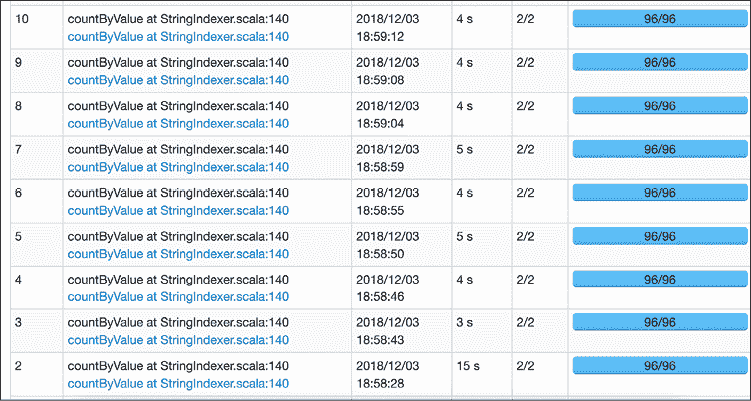 10 countByValue at StringIndexer.scala:140 2018/12/03 4 s 2/2 96/96
countByValue at StringIndexer.scala:140 18:59:12
9 countByValue at StringIndexer.scala:140 2018/12/03 4 s 2/2 96/96
countByValue at StringIndexer.scala:140 18:59:08
8 countByValue at StringIndexer.scala:140 2018/12/03 4 s 2/2 96/96
countByValue at StringIndexer.scala:140 18:59:04
7 countByValue at StringIndexer.scala:140 2018/12/03 5 s 2/2 96/96
countByValue at StringIndexer.scala:140 18:58:59
6 countByValue at StringIndexer.scala:140 2018/12/03 4 s 2/2 96/96
countByValue at StringIndexer.scala:140 18:58:55
5 countByValue at StringIndexer.scala:140 2018/12/03 5 s 2/2 96/96
countByValue at StringIndexer.scala:140 18:58:50
4 countByValue at StringIndexer.scala:140 2018/12/03 4 s 2/2 96/96
countByValue at StringIndexer.scala:140 18:58:46
3 countByValue at StringIndexer.scala:140 2018/12/03 3 s 2/2 96/96
countByValue at StringIndexer.scala:140 18:58:43
2 countByValue at StringIndexer.scala:140 2018/12/03 15 s 2/2 96/96
countByValue at StringIndexer.scala:140 18:58:28